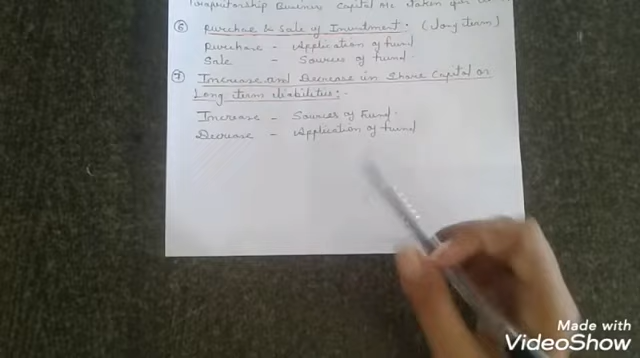 Business Capital A/c taken
⑥ Purchase & Sale of Investment : (Long term)
Purchase - Application of fund
Sale - Sources of fund.
⑦ Increase and Decrease in Share Capital or
Long term Liabilities :-
Increase - Sources of Fund.
Decrease - Application of Fund
Made with
VideoShow